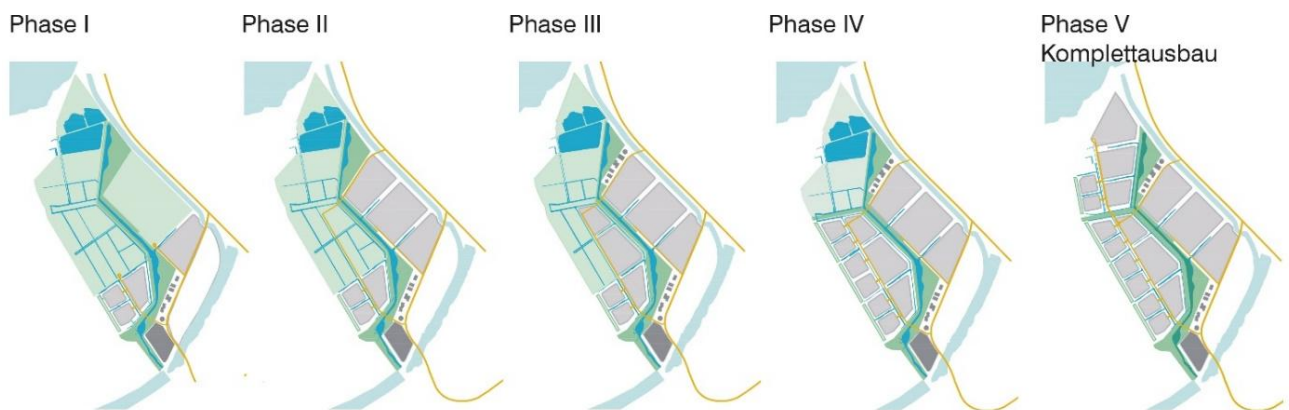 Phase I
Phase II
Phase III
Phase IV
Phase V
Komplettausbau